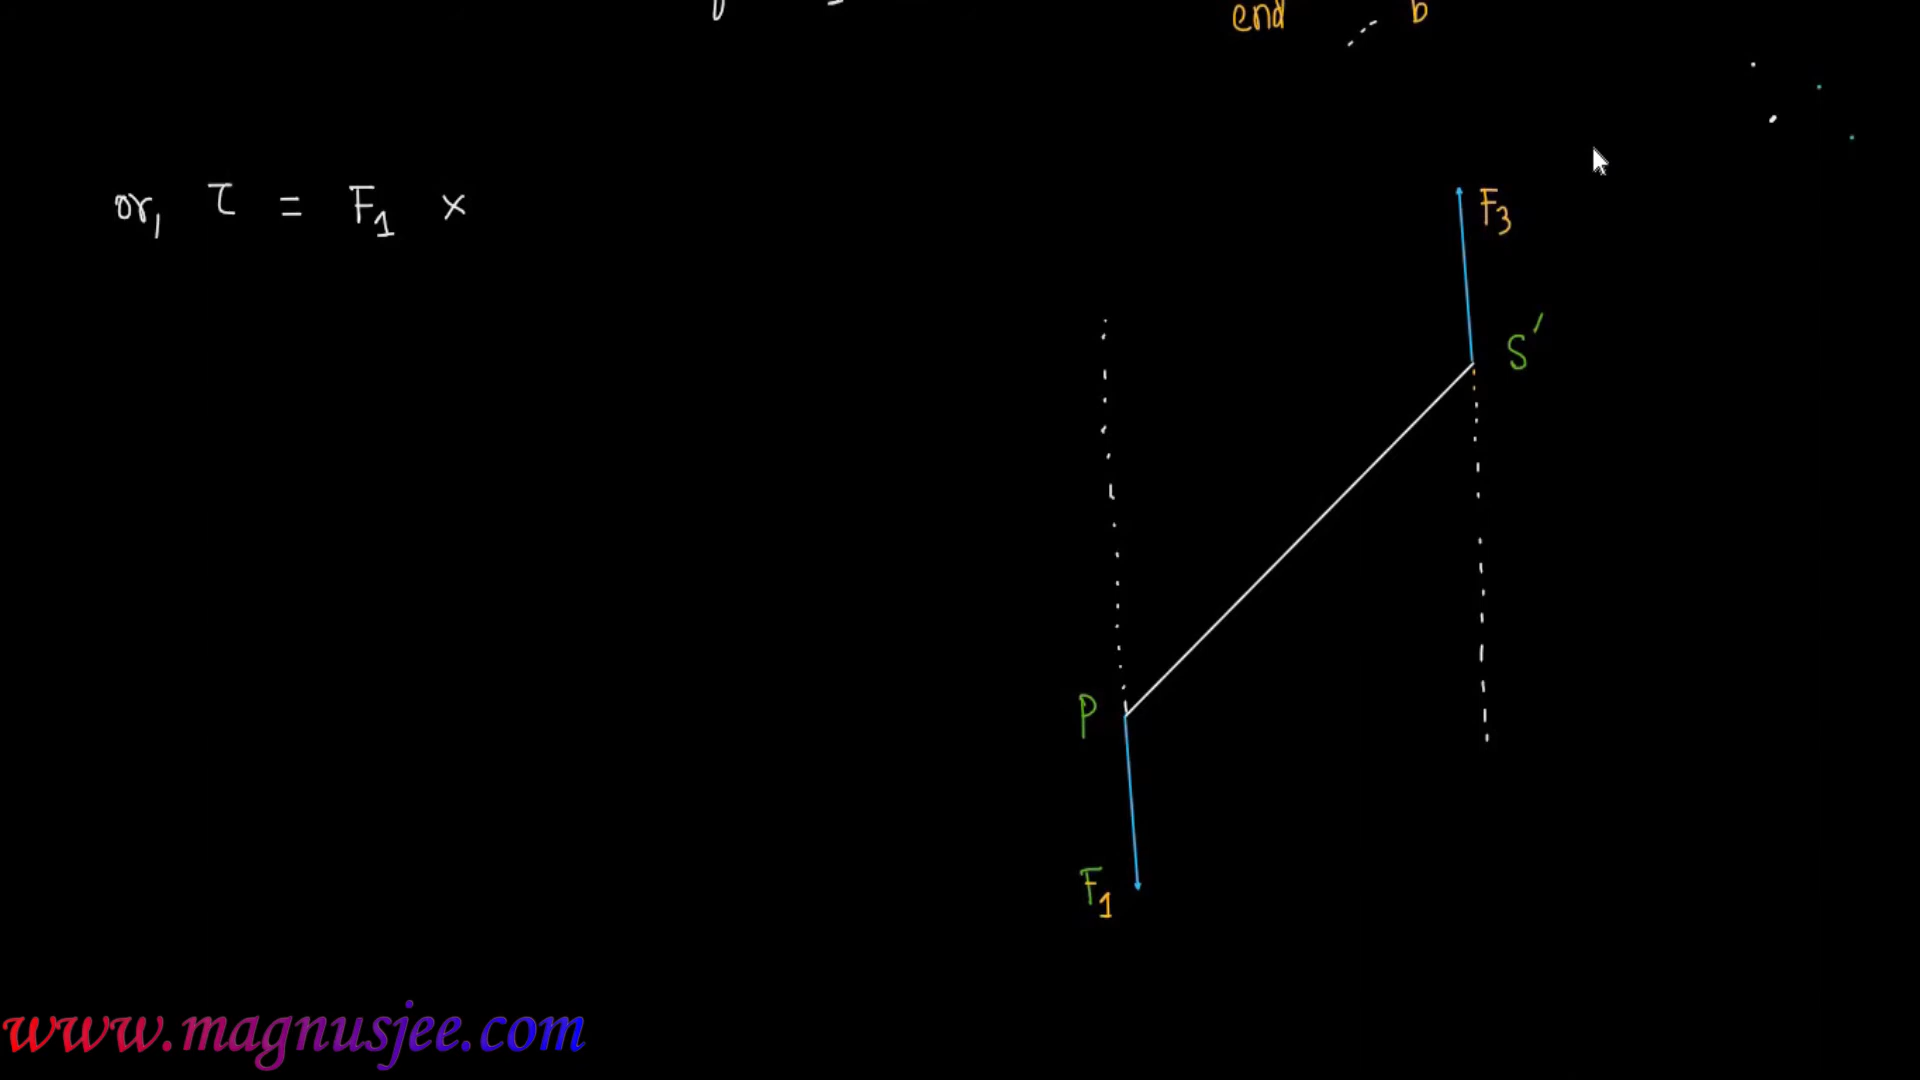 end b
or, τ = F₁ ×
F₃
S′
P
F₁
www.magnusjee.com